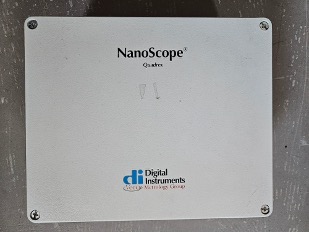 NanoScope®
Quadrex
di Digital
Instruments
Veeco Metrology Group